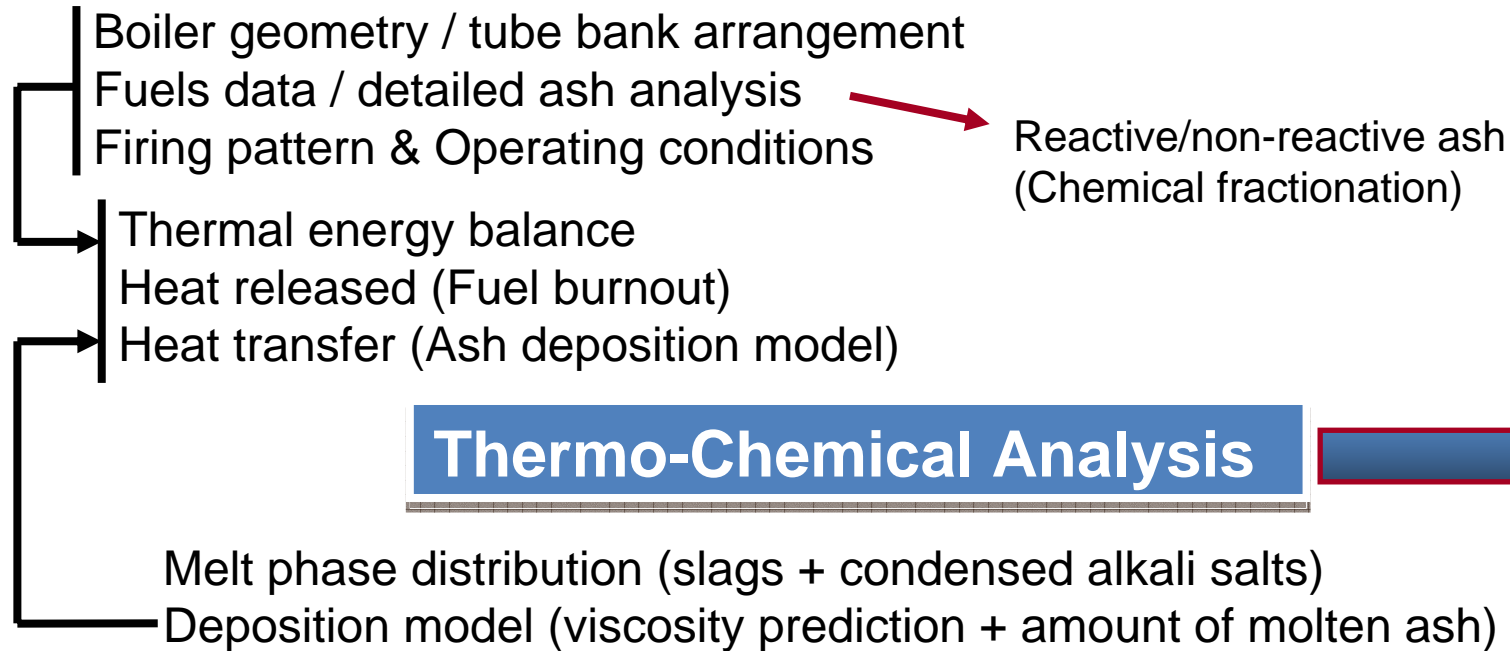 Boiler geometry / tube bank arrangement
Fuels data / detailed ash analysis
Firing pattern & Operating conditions
Reactive/non-reactive ash
(Chemical fractionation)
Thermal energy balance
Heat released (Fuel burnout)
Heat transfer (Ash deposition model)
Thermo-Chemical Analysis
Melt phase distribution (slags + condensed alkali salts)
Deposition model (viscosity prediction + amount of molten ash)